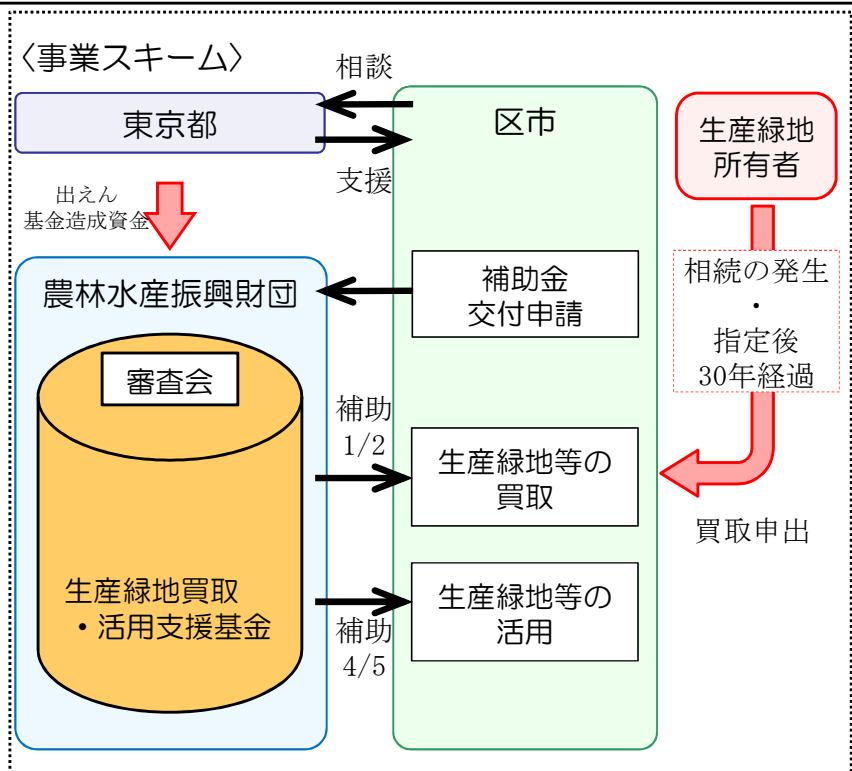 〈事業スキーム〉
相談
東京都
支援
区市
生産緑地
所有者
出えん
基金造成資金
農林水産振興財団
審査会
生産緑地買取
・活用支援基金
補助金
交付申請
補助
1/2
生産緑地等の
買取
補助
4/5
生産緑地等の
活用
相続の発生
・
指定後
30年経過
買取申出